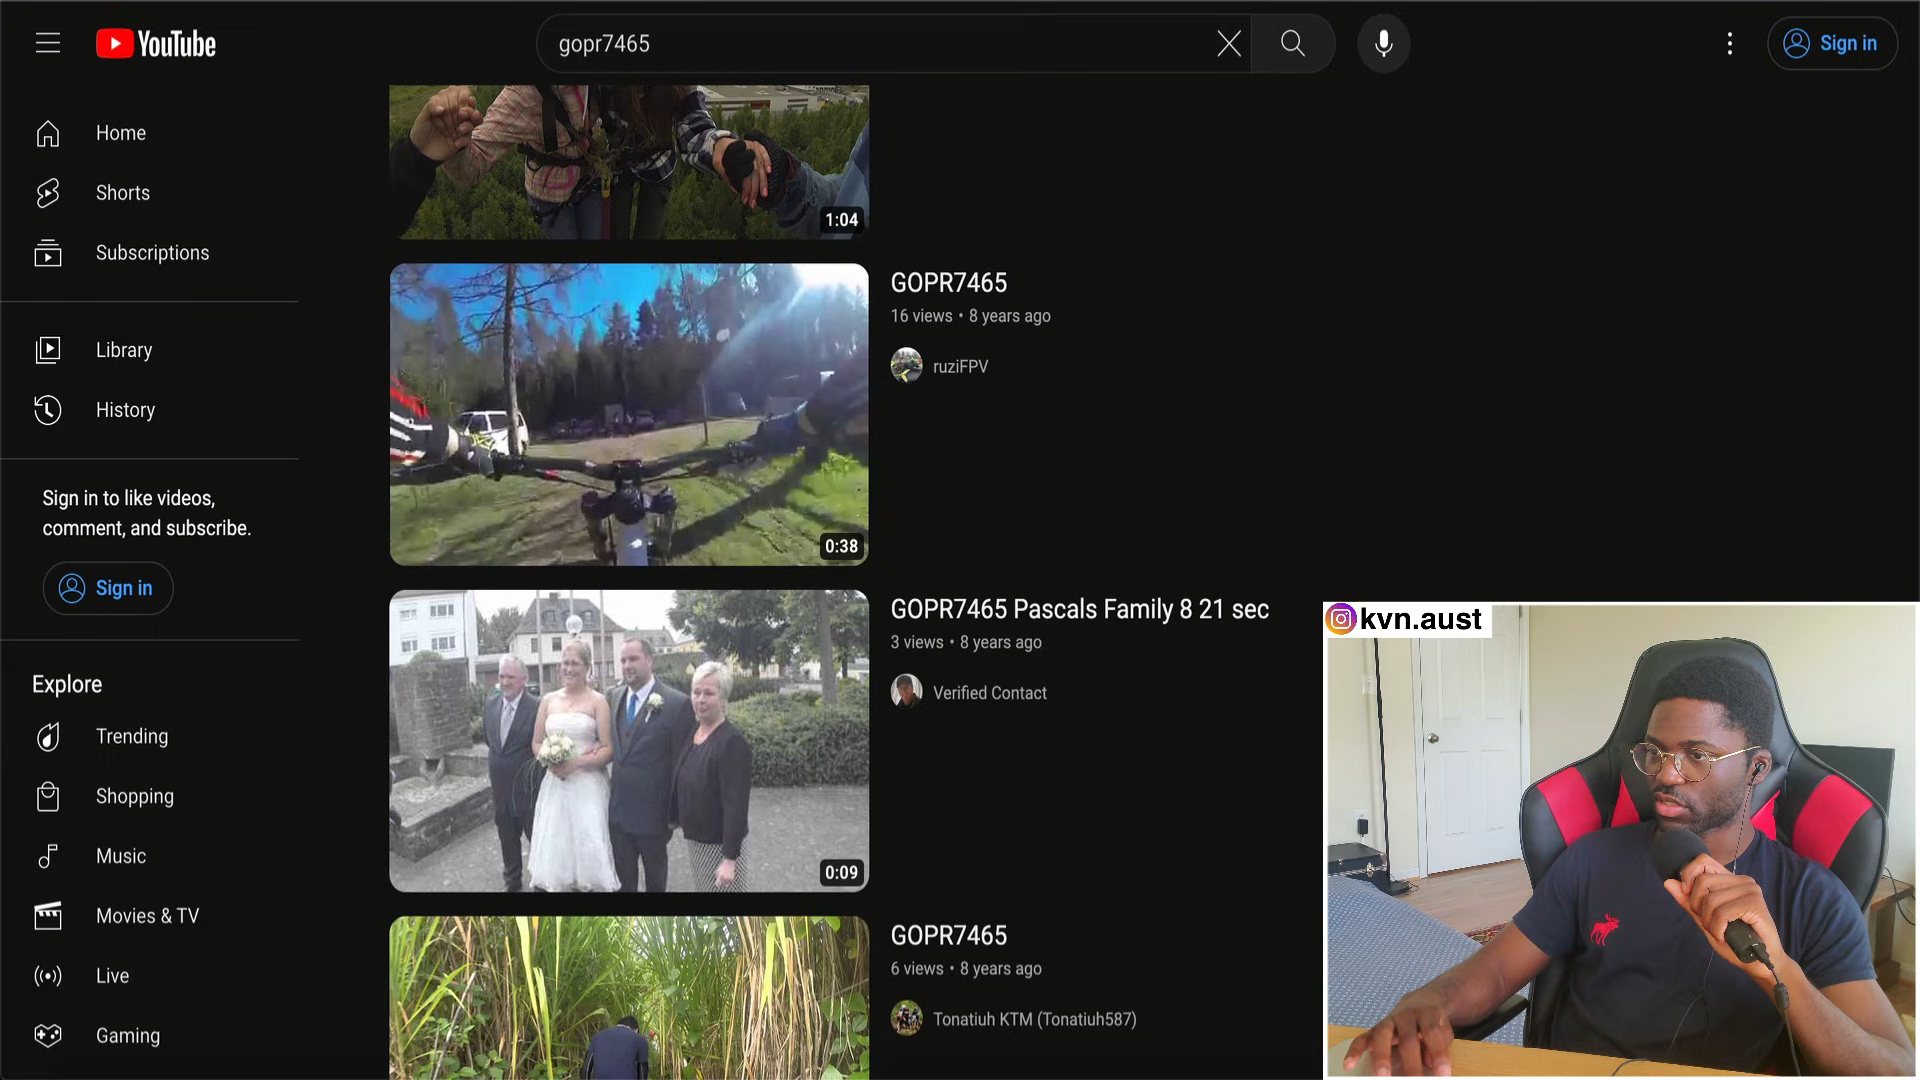 YouTube
gopr7465
Sign in
Home
Shorts
Subscriptions
Library
History
Sign in to like videos,
comment, and subscribe.
Sign in
Explore
Trending
Shopping
Music
Movies & TV
Live
Gaming
1:04
GOPR7465
16 views • 8 years ago
ruziFPV
0:38
GOPR7465 Pascals Family 8 21 sec
3 views • 8 years ago
Verified Contact
0:09
GOPR7465
6 views • 8 years ago
Tonatiuh KTM (Tonatiuh587)
kvn.aust